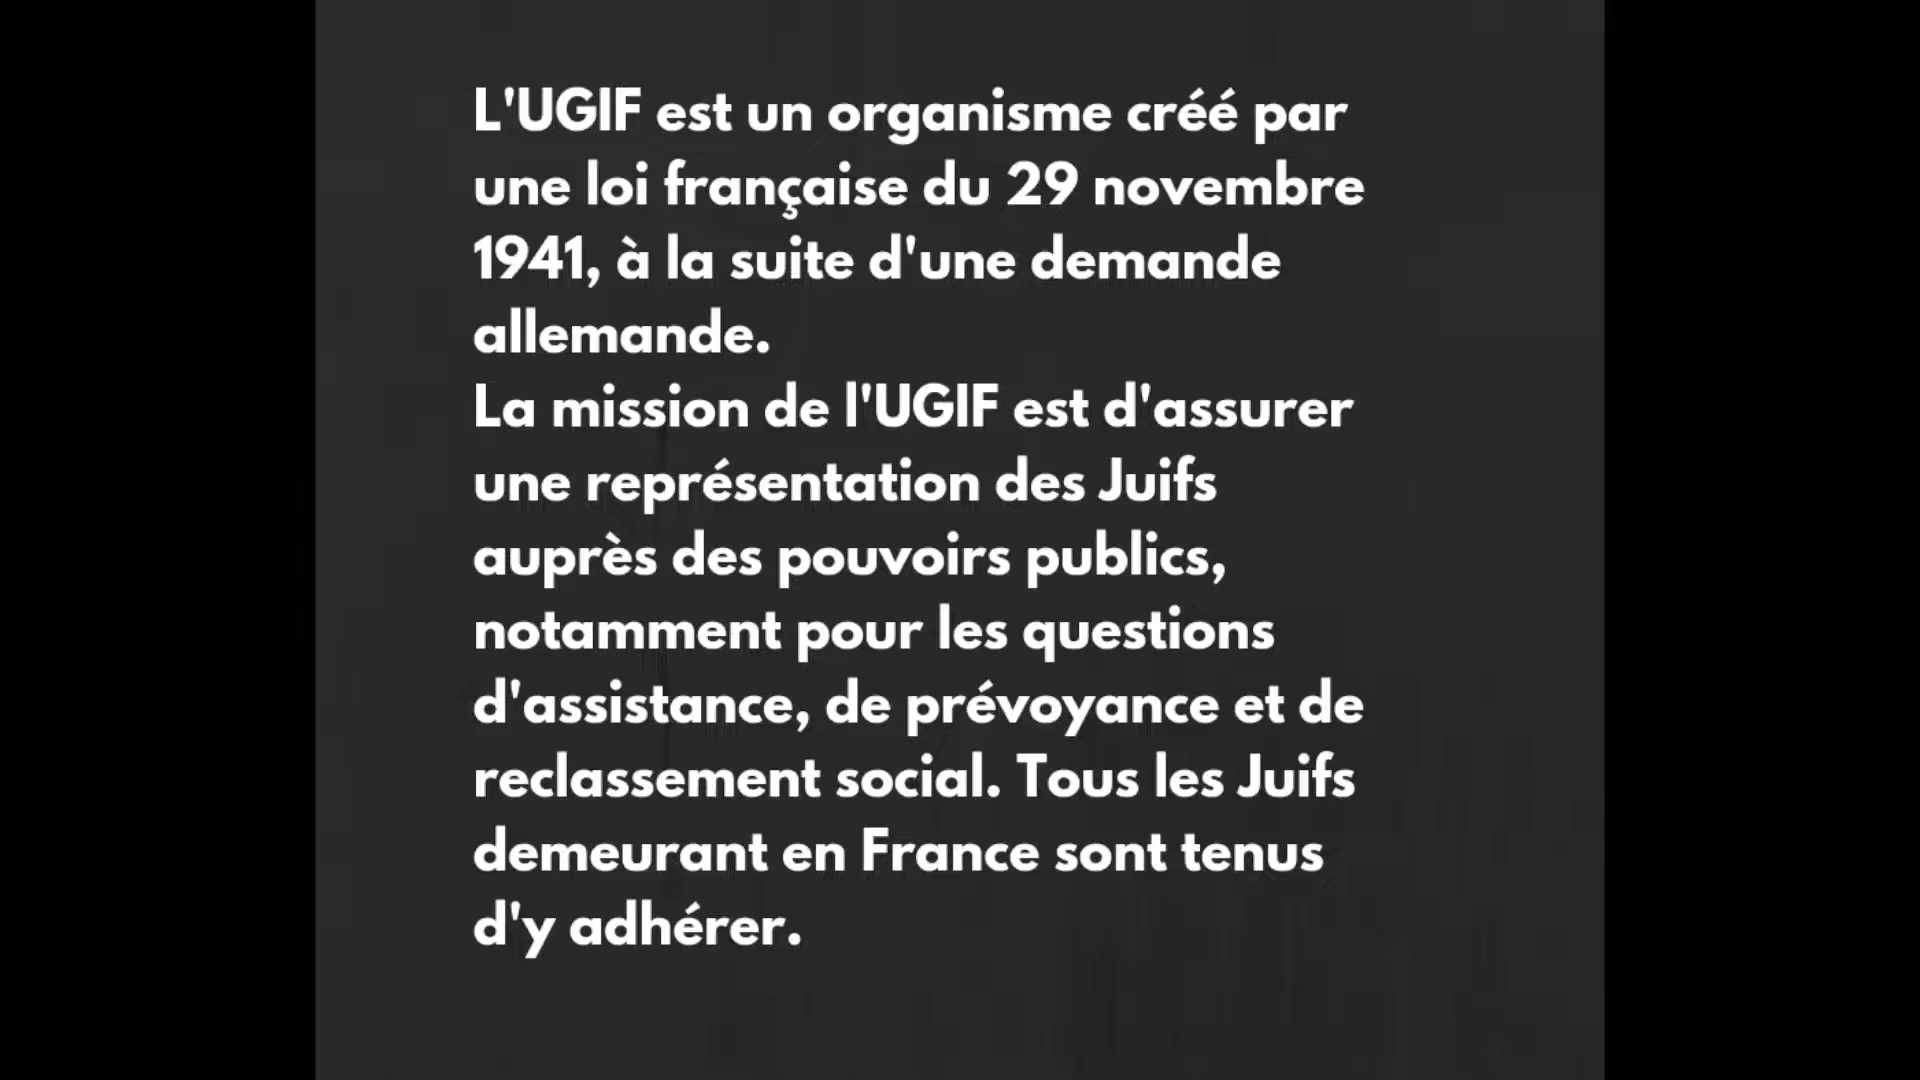 L'UGIF est un organisme créé par
une loi française du 29 novembre
1941, à la suite d'une demande
allemande.
La mission de l'UGIF est d'assurer
une représentation des Juifs
auprès des pouvoirs publics,
notamment pour les questions
d'assistance, de prévoyance et de
reclassement social. Tous les Juifs
demeurant en France sont tenus
d'y adhérer.